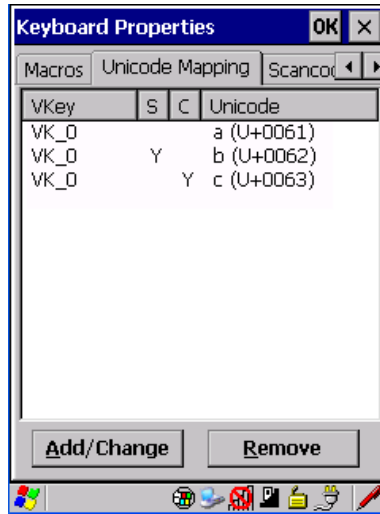 Keyboard Properties OK ×
Macros Unicode Mapping Scancod
VKey S C Unicode
VK_0 a (U+0061)
VK_0 Y b (U+0062)
VK_0 Y c (U+0063)
Add/Change Remove